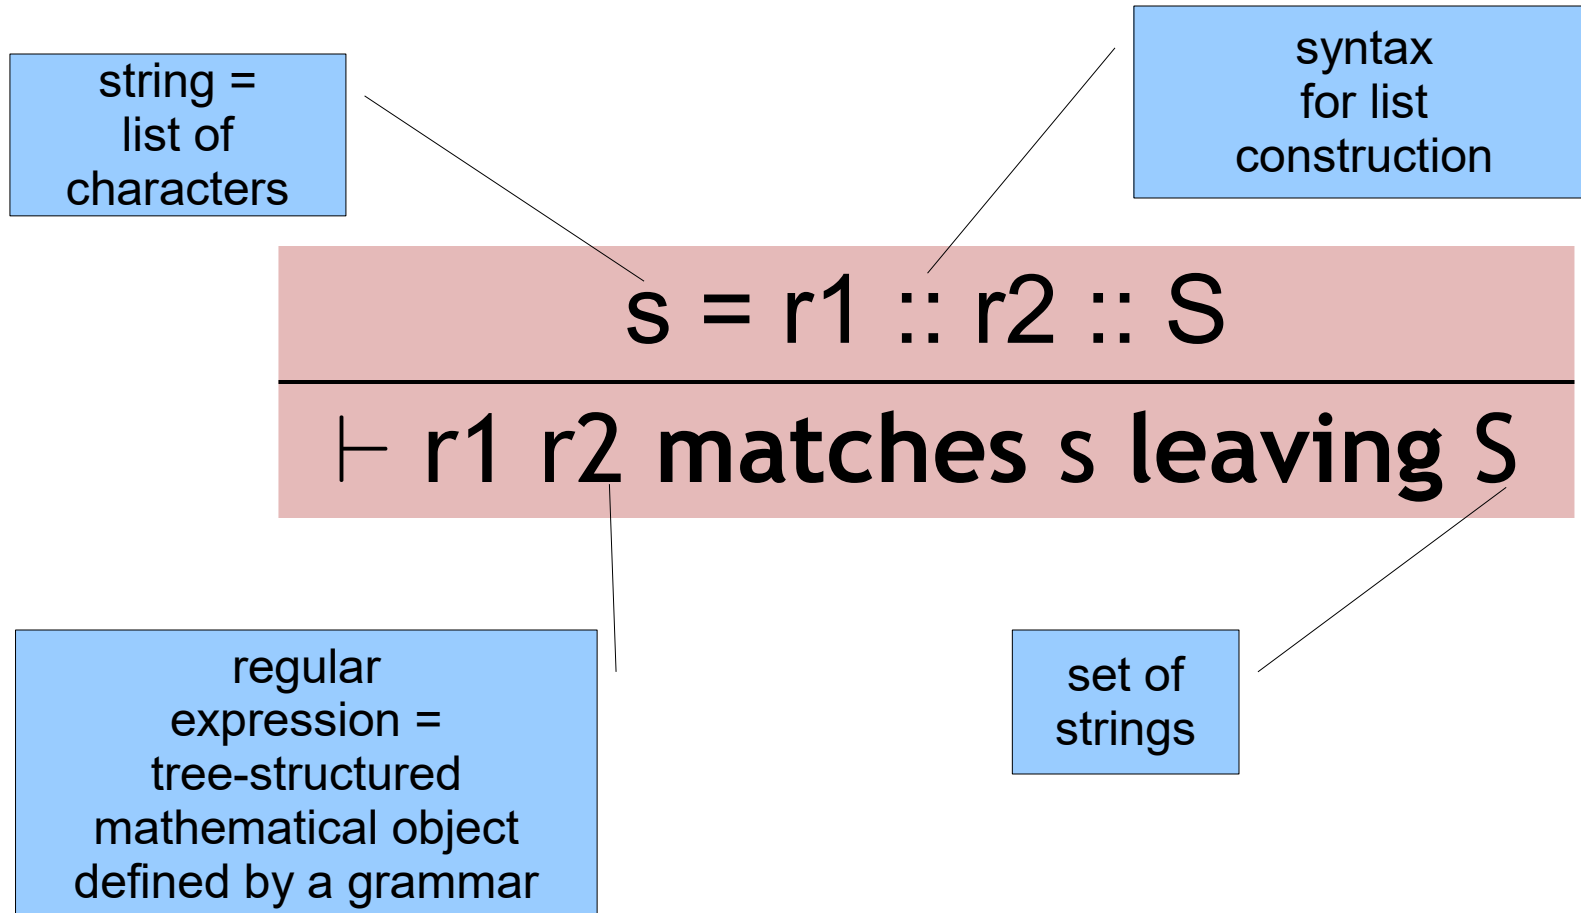 string =
list of
characters
syntax
for list
construction
s = r1 :: r2 :: S
⊢ r1 r2 matches s leaving S
regular
expression =
tree-structured
mathematical object
defined by a grammar
set of
strings